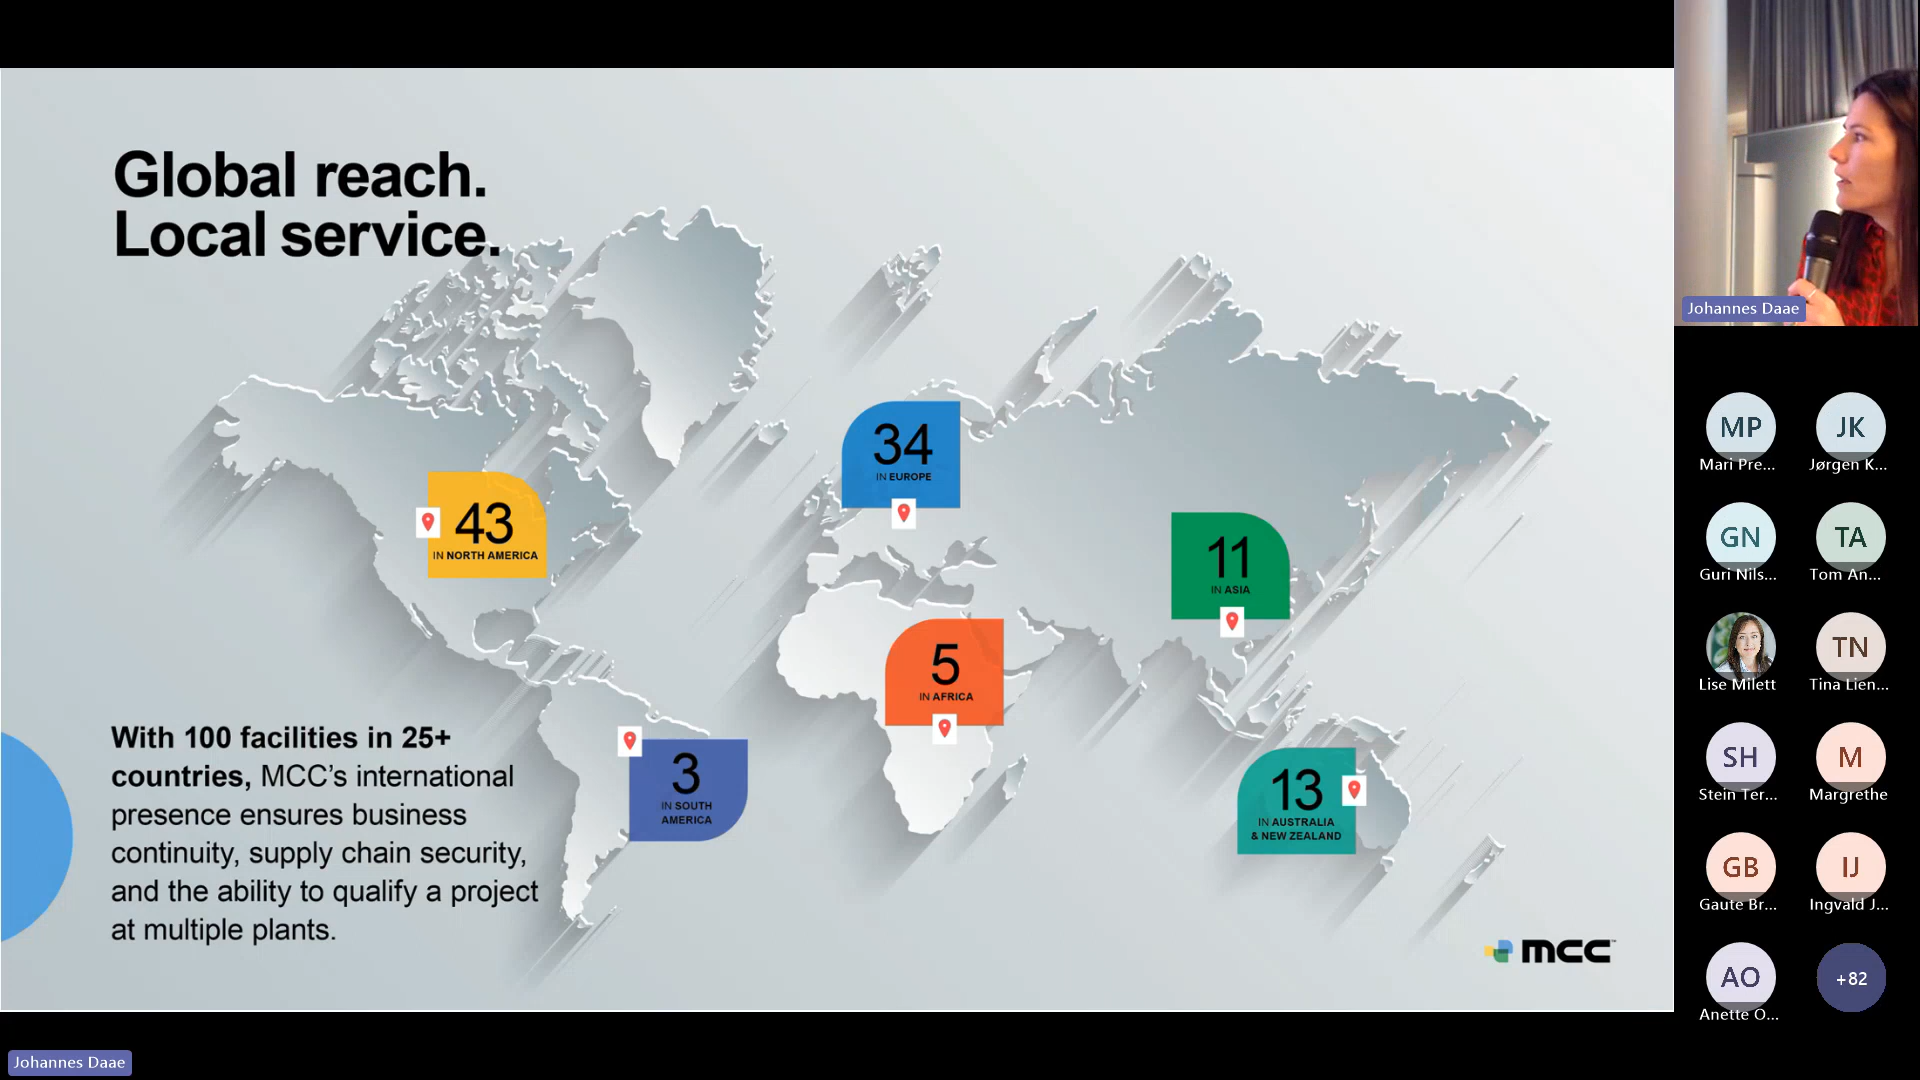 Global reach.
Local service.
43
IN NORTH AMERICA
34
IN EUROPE
11
IN ASIA
5
IN AFRICA
3
IN SOUTH
AMERICA
13
IN AUSTRALIA
& NEW ZEALAND
With 100 facilities in 25+
countries, MCC's international
presence ensures business
continuity, supply chain security,
and the ability to qualify a project
at multiple plants.
mcc™
Johannes Daae
Johannes Daae
MP
Mari Pre...
JK
Jørgen K...
GN
Guri Nils...
TA
Tom An...
Lise Milett
TN
Tina Lien...
SH
Stein Ter...
M
Margrethe
GB
Gaute Br...
IJ
Ingvald J...
AO
Anette O...
+82